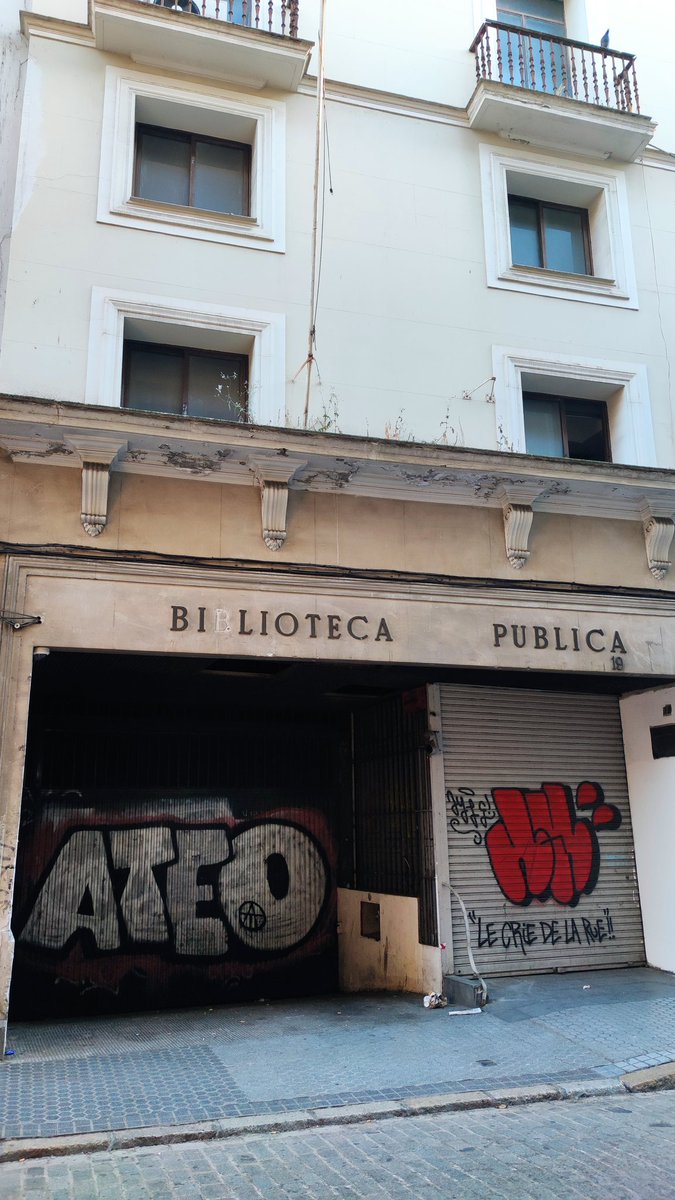 BIBLIOTECA PUBLICA
19
ATEO
"LE CRIE DE LA RUE"!!